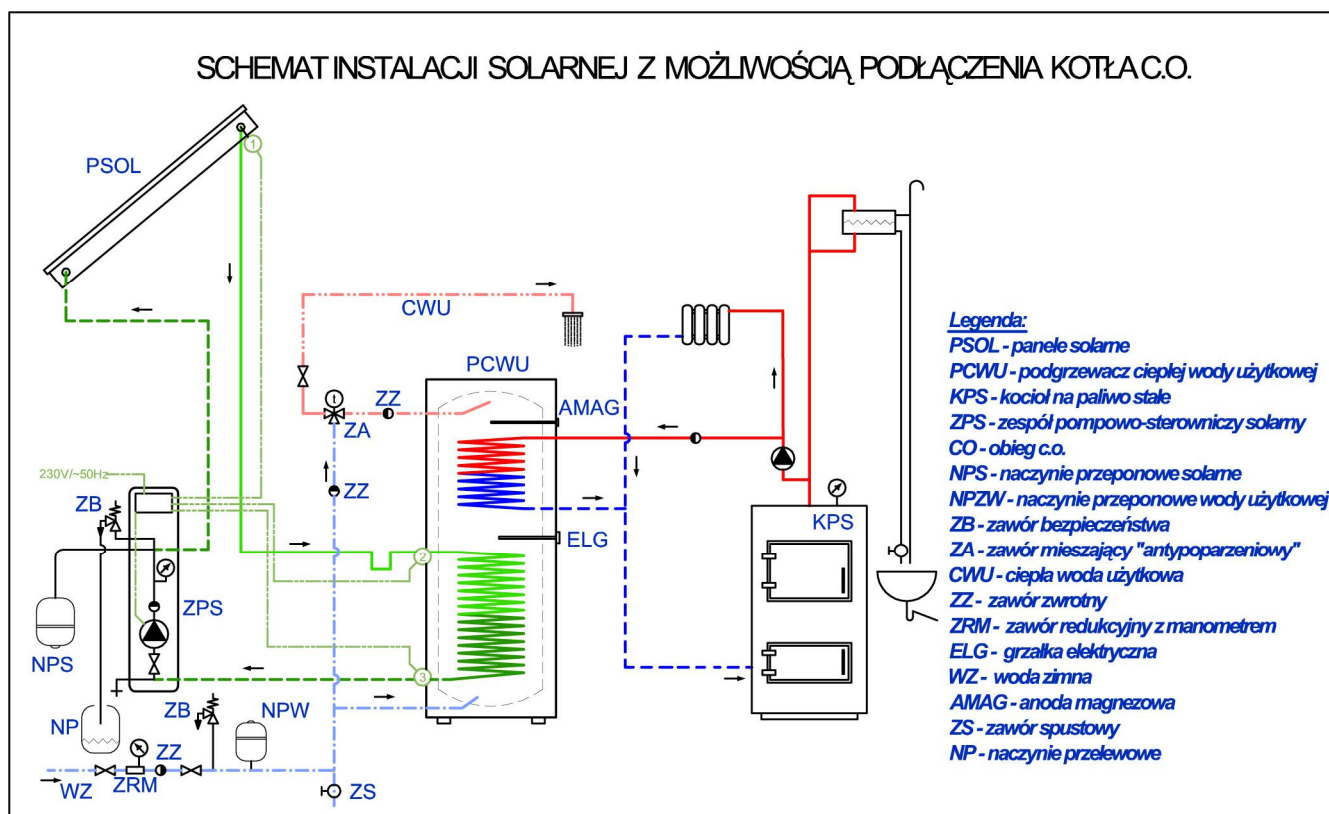 SCHEMAT INSTALACJI SOLARNEJ Z MOŻLIWOŚCIĄ PODŁĄCZENIA KOTŁA C.O.
1
PSOL
CWU
PCWU
ZZ
ZA
AMAG
ZZ
230V/~50Hz
ZB
ELG
KPS
2
ZPS
NPS
3
ZB
NPW
NP
ZZ
WZ
ZRM
ZS
t
Legenda:
PSOL - panele solarne
PCWU - podgrzewacz ciepłej wody użytkowej
KPS - kocioł na paliwo stałe
ZPS - zespół pompowo-sterowniczy solarny
CO - obieg c.o.
NPS - naczynie przeponowe solarne
NPZW - naczynie przeponowe wody użytkowej
ZB - zawór bezpieczeństwa
ZA - zawór mieszający "antypoparzeniowy"
CWU - ciepła woda użytkowa
ZZ - zawór zwrotny
ZRM - zawór redukcyjny z manometrem
ELG - grzałka elektryczna
WZ - woda zimna
AMAG - anoda magnezowa
ZS - zawór spustowy
NP - naczynie przelewowe